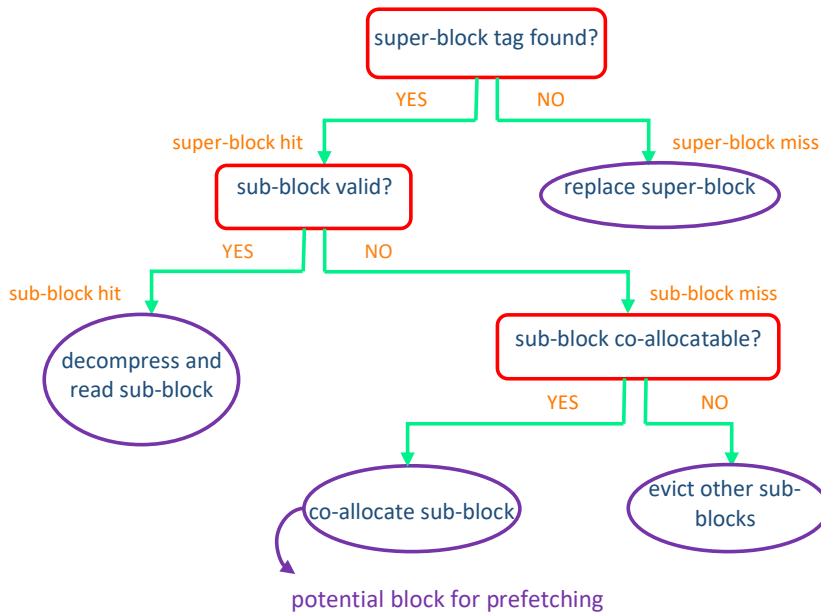 super-block tag found?
YES
NO
super-block hit
super-block miss
sub-block valid?
replace super-block
YES
NO
sub-block hit
sub-block miss
decompress and
read sub-block
sub-block co-allocatable?
YES
NO
co-allocate sub-block
evict other sub-
blocks
potential block for prefetching